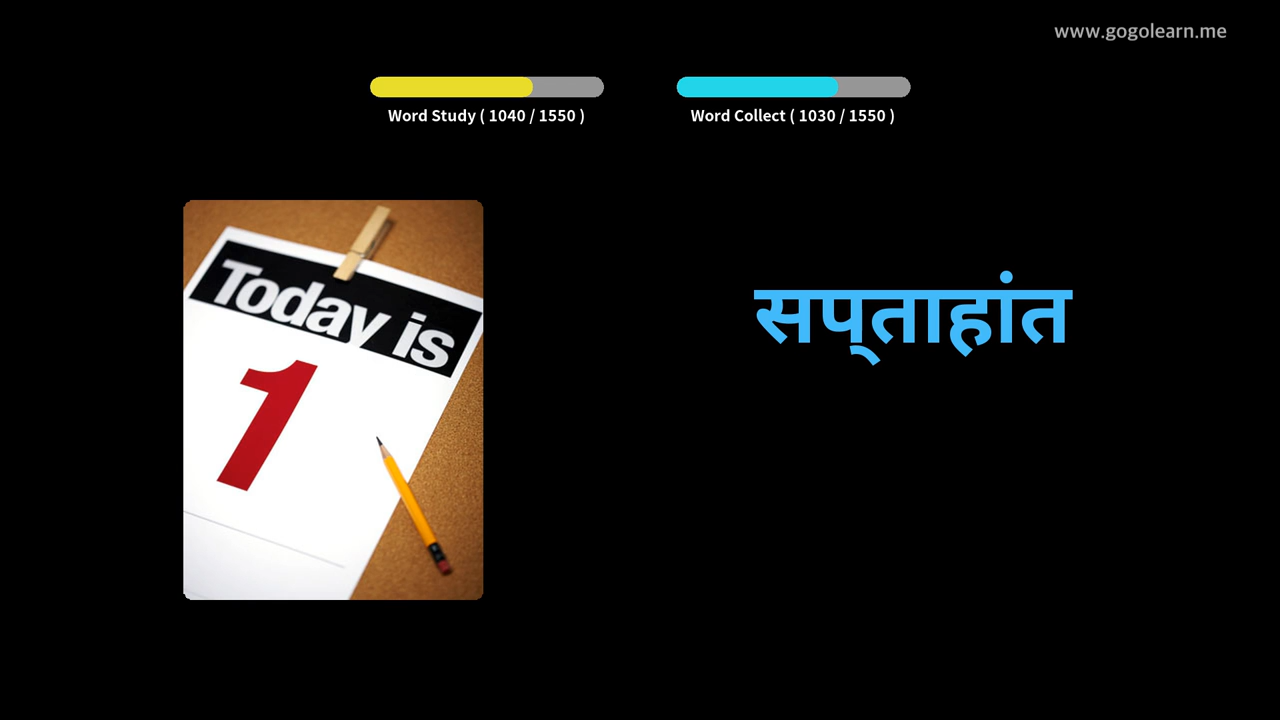 www.gogolearn.me
Word Study ( 1040 / 1550 )
Word Collect ( 1030 / 1550 )
Today is
1
सप्ताहांत